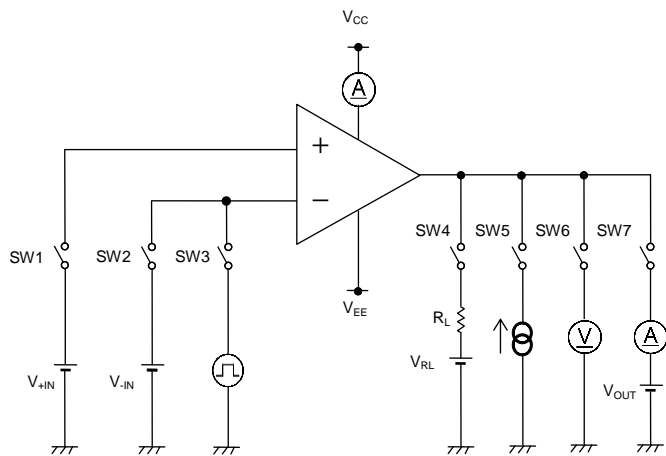 VCC
A
+
−
SW1 SW2 SW3 SW4 SW5 SW6 SW7
VEE
RL
V+IN V-IN VRL V A
VOUT